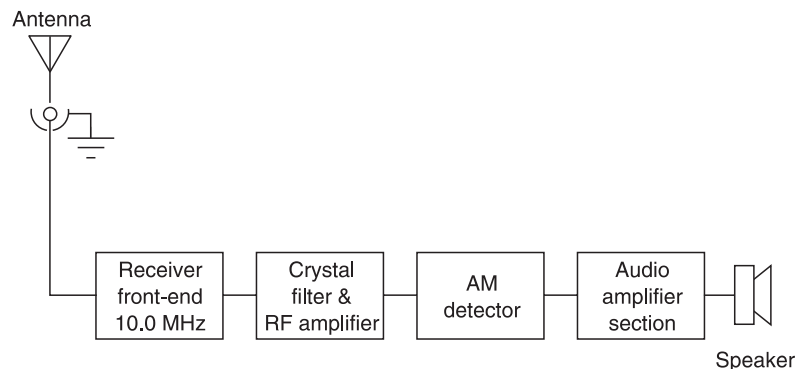 Antenna
Receiver
front-end
10.0 MHz
Crystal
filter &
RF amplifier
AM
detector
Audio
amplifier
section
Speaker